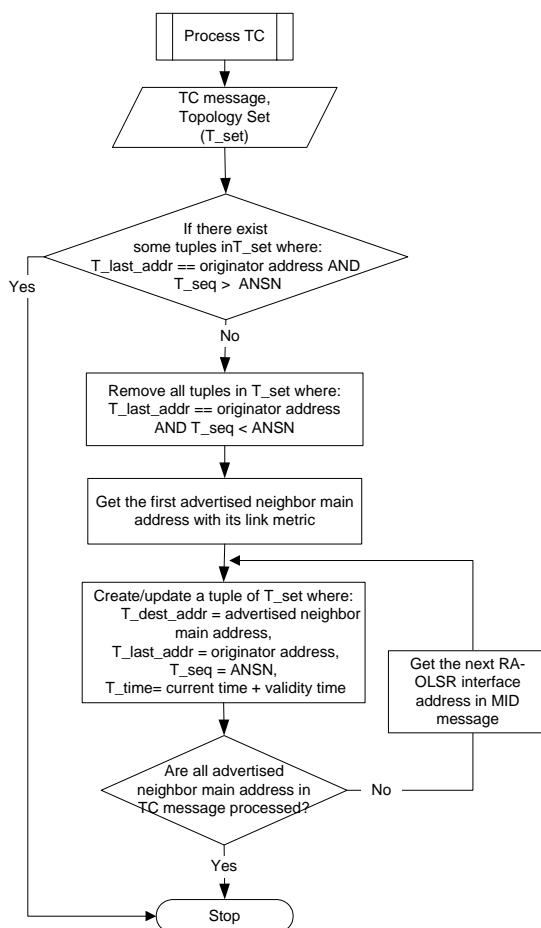 Process TC
TC message,
Topology Set
(T_set)
If there exist
some tuples inT_set where:
T_last_addr == originator address AND
T_seq > ANSN
Yes
No
Remove all tuples in T_set where:
T_last_addr == originator address
AND T_seq < ANSN
Get the first advertised neighbor main
address with its link metric
Create/update a tuple of T_set where:
T_dest_addr = advertised neighbor
main address,
T_last_addr = originator address,
T_seq = ANSN,
T_time= current time + validity time
Get the next RA-
OLSR interface
address in MID
message
Are all advertised
neighbor main address in
TC message processed?
No
Yes
Stop